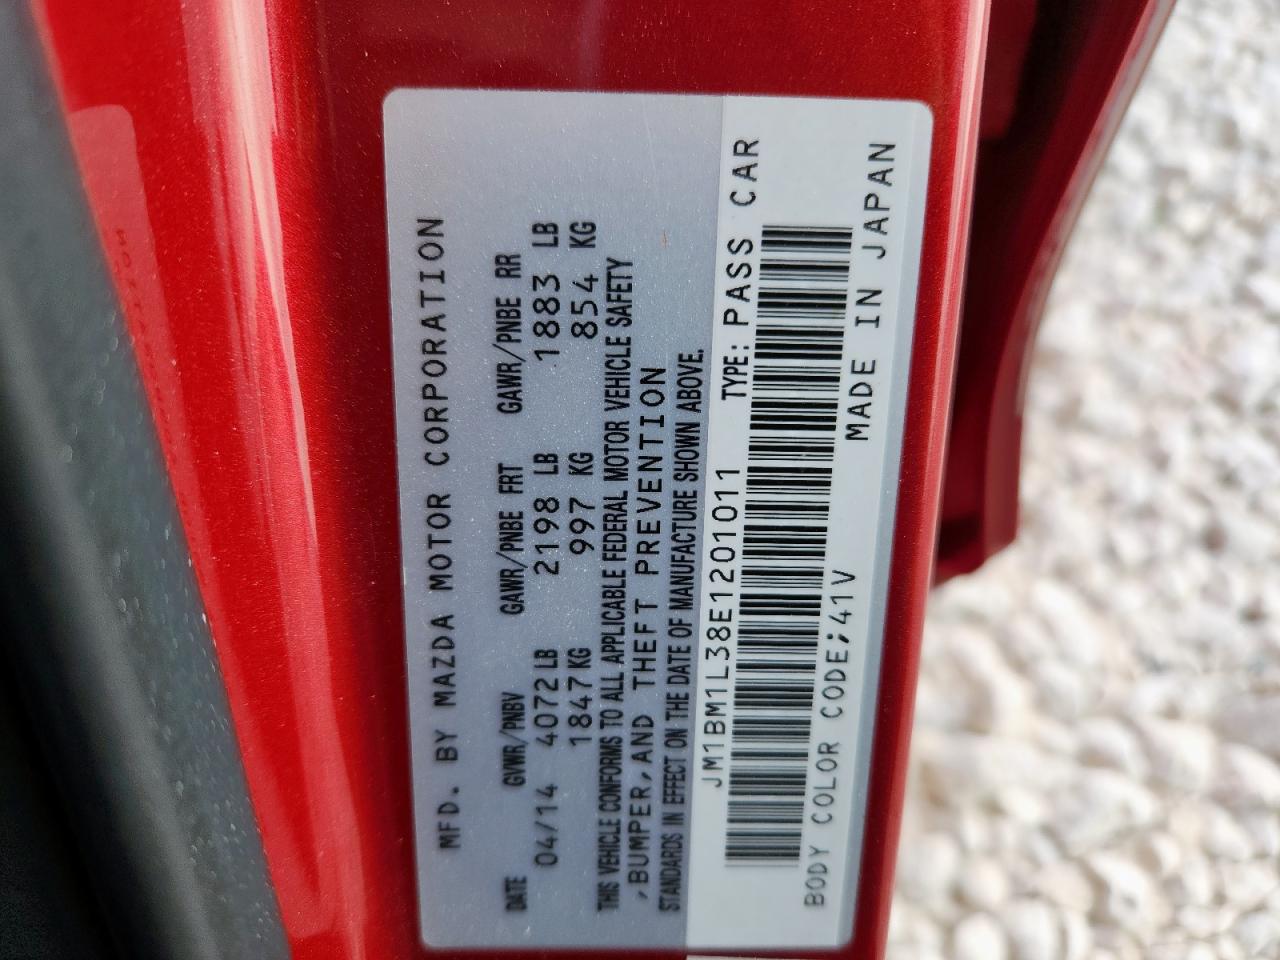 MFD. BY MAZDA MOTOR CORPORATION
DATE GVWR/PNBV GAWR/PNBE FRT GAWR/PNBE RR
04/14 4072 LB 2198 LB 1883 LB
1847 KG 997 KG 854 KG
THIS VEHICLE CONFORMS TO ALL APPLICABLE FEDERAL MOTOR VEHICLE SAFETY
,BUMPER,AND THEFT PREVENTION
STANDARDS IN EFFECT ON THE DATE OF MANUFACTURE SHOWN ABOVE.
JM1BM1L38E1201011 TYPE: PASS CAR
BODY COLOR CODE;41V MADE IN JAPAN